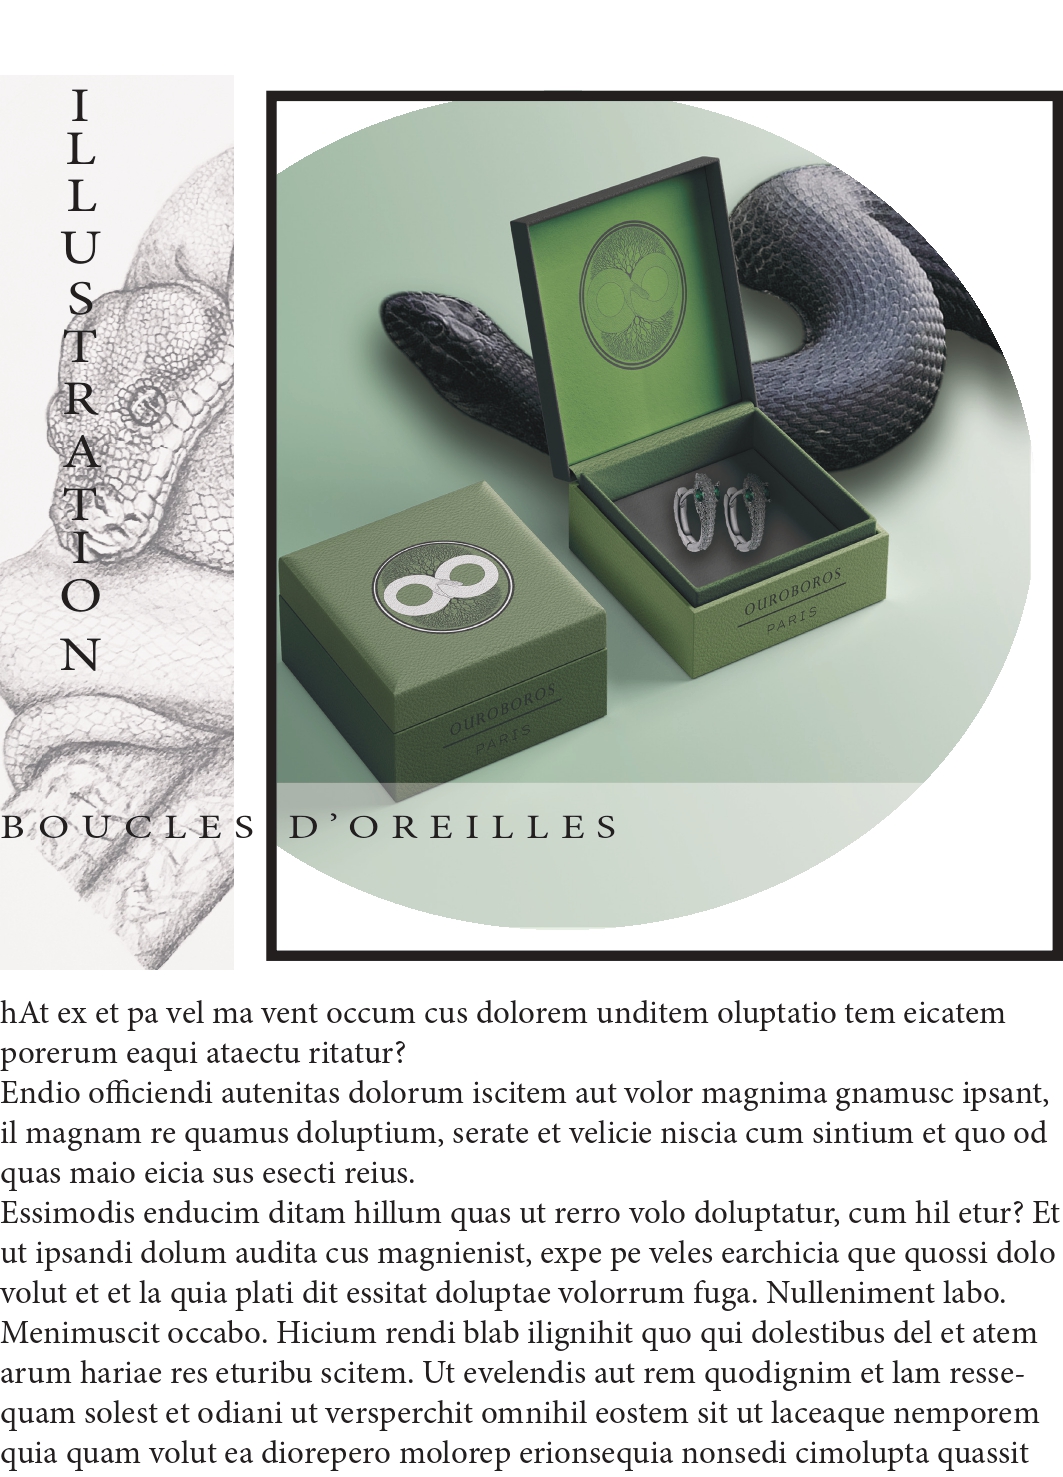 ILLUSTRATION
OUROBOROS
PARIS
OUROBOROS
PARIS
BOUCLES D’OREILLES
hAt ex et pa vel ma vent occum cus dolorem unditem oluptatio tem eicatem
porerum eaqui ataectu ritatur?
Endio officiendi autenitas dolorum iscitem aut volor magnima gnamusc ipsant,
il magnam re quamus doluptium, serate et velicie niscia cum sintium et quo od
quas maio eicia sus esecti reius.
Essimodis enducim ditam hillum quas ut rerro volo doluptatur, cum hil etur? Et
ut ipsandi dolum audita cus magnienist, expe pe veles earchicia que quossi dolo
volut et et la quia plati dit essitat doluptae volorrum fuga. Nulleniment labo.
Menimuscit occabo. Hicium rendi blab ilignihit quo qui dolestibus del et atem
arum hariae res eturibu scitem. Ut evelendis aut rem quodignim et lam resse-
quam solest et odiani ut versperchit omnihil eostem sit ut laceaque nemporem
quia quam volut ea diorepero molorep erionsequia nonsedi cimolupta quassit